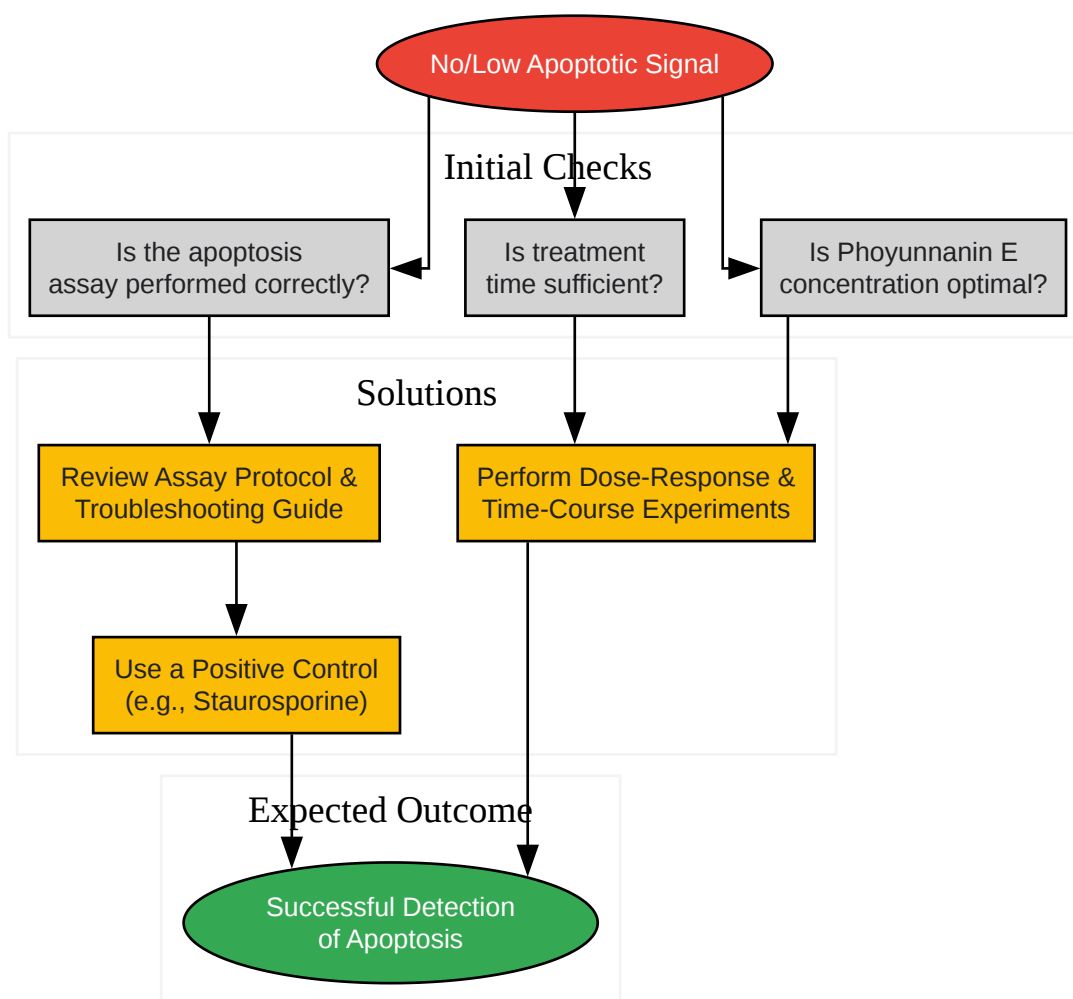 No/Low Apoptotic Signal
Initial Checks
Is the apoptosis
assay performed correctly?
Is treatment
time sufficient?
Is Phoyunnanin E
concentration optimal?
Solutions
Review Assay Protocol &
Troubleshooting Guide
Perform Dose-Response &
Time-Course Experiments
Use a Positive Control
(e.g., Staurosporine)
Expected Outcome
Successful Detection
of Apoptosis